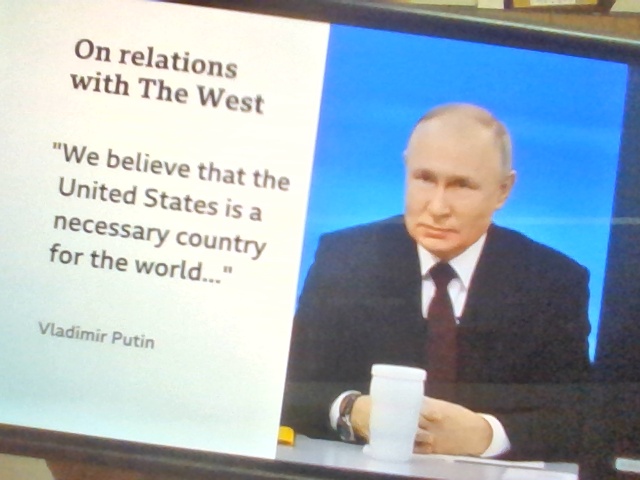 On relations
with The West
"We believe that the
United States is a
necessary country
for the world..."
Vladimir Putin